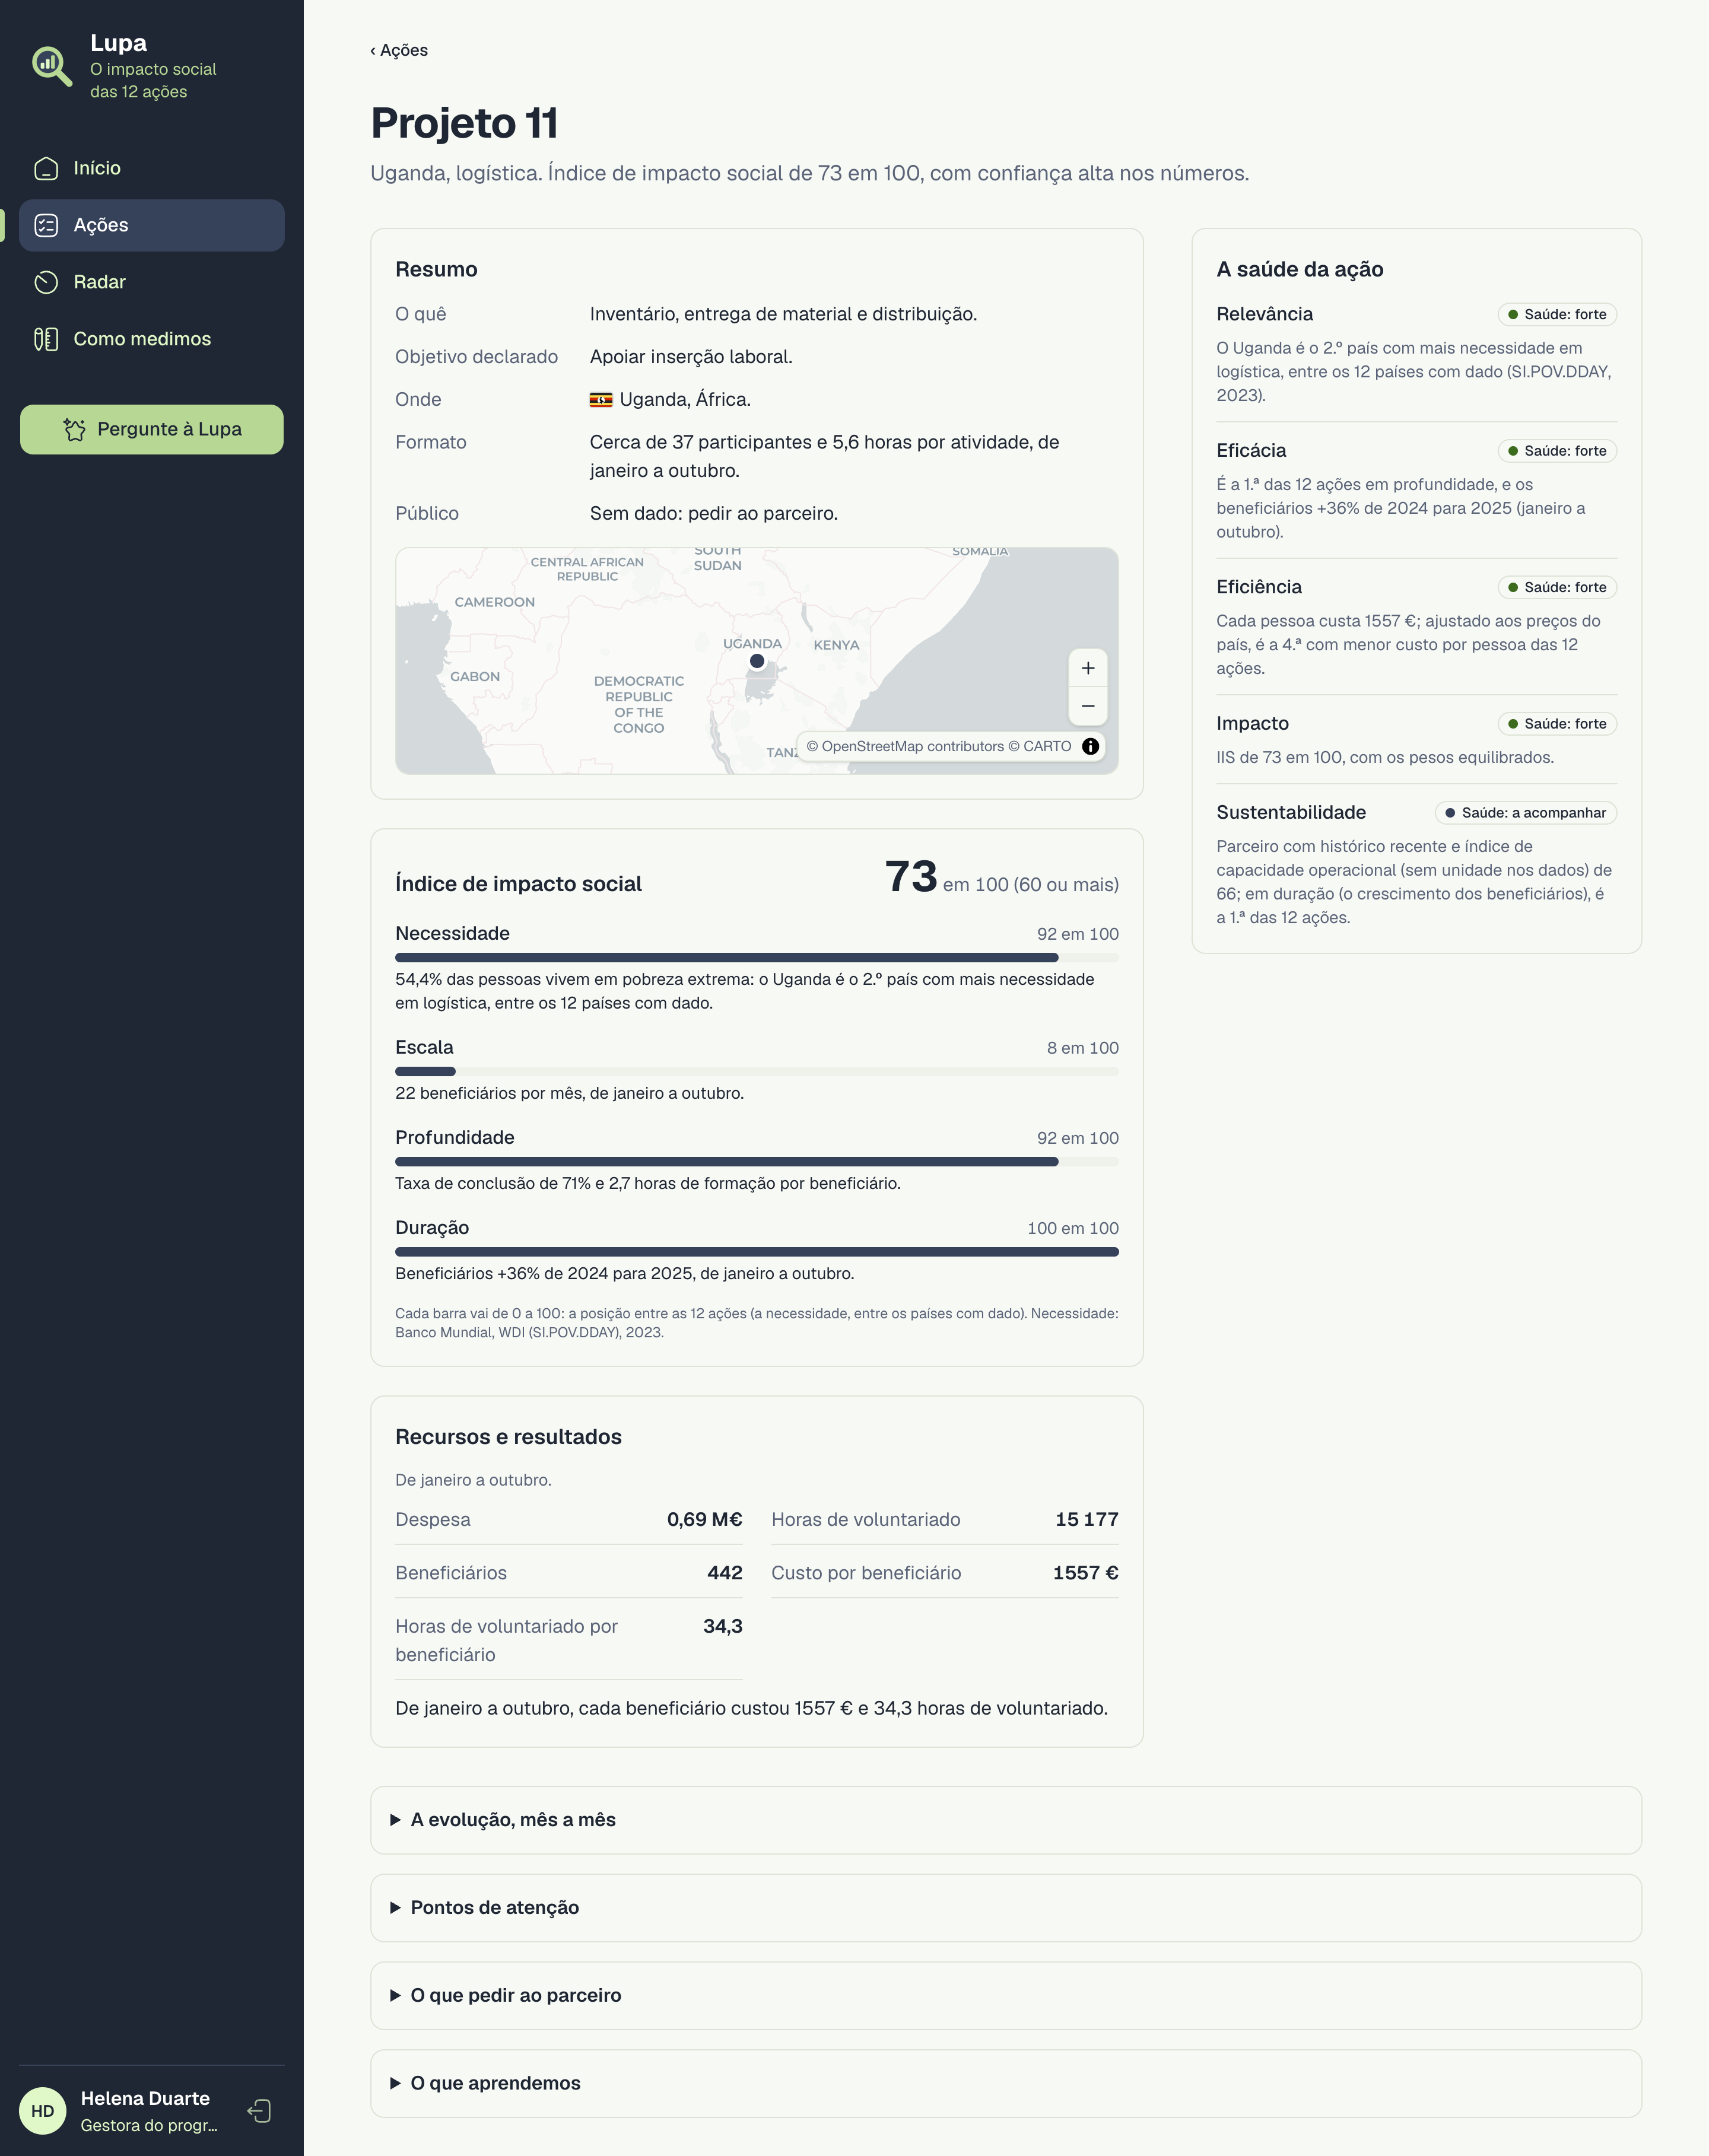 Lupa
O impacto social
das 12 ações
Início
Ações
Radar
Como medimos
Pergunte à Lupa
HD
Helena Duarte
Gestora do progr...
‹ Ações
Projeto 11
Uganda, logística. Índice de impacto social de 73 em 100, com confiança alta nos números.
Resumo
O quê
Inventário, entrega de material e distribuição.
Objetivo declarado
Apoiar inserção laboral.
Onde
Uganda, África.
Formato
Cerca de 37 participantes e 5,6 horas por atividade, de
janeiro a outubro.
Público
Sem dado: pedir ao parceiro.
SOUTH
SUDAN
SOMALIA
CENTRAL AFRICAN
REPUBLIC
CAMEROON
UGANDA
KENYA
GABON
DEMOCRATIC
REPUBLIC
OF THE
CONGO
TANZ
+
−
© OpenStreetMap contributors © CARTO
Índice de impacto social
73 em 100 (60 ou mais)
Necessidade
92 em 100
54,4% das pessoas vivem em pobreza extrema: o Uganda é o 2.º país com mais necessidade
em logística, entre os 12 países com dado.
Escala
8 em 100
22 beneficiários por mês, de janeiro a outubro.
Profundidade
92 em 100
Taxa de conclusão de 71% e 2,7 horas de formação por beneficiário.
Duração
100 em 100
Beneficiários +36% de 2024 para 2025, de janeiro a outubro.
Cada barra vai de 0 a 100: a posição entre as 12 ações (a necessidade, entre os países com dado). Necessidade:
Banco Mundial, WDI (SI.POV.DDAY), 2023.
Recursos e resultados
De janeiro a outubro.
Despesa
0,69 M€
Horas de voluntariado
15 177
Beneficiários
442
Custo por beneficiário
1557 €
Horas de voluntariado por
beneficiário
34,3
De janeiro a outubro, cada beneficiário custou 1557 € e 34,3 horas de voluntariado.
A saúde da ação
Relevância
Saúde: forte
O Uganda é o 2.º país com mais necessidade em
logística, entre os 12 países com dado (SI.POV.DDAY,
2023).
Eficácia
Saúde: forte
É a 1.ª das 12 ações em profundidade, e os
beneficiários +36% de 2024 para 2025 (janeiro a
outubro).
Eficiência
Saúde: forte
Cada pessoa custa 1557 €; ajustado aos preços do
país, é a 4.ª com menor custo por pessoa das 12
ações.
Impacto
Saúde: forte
IIS de 73 em 100, com os pesos equilibrados.
Sustentabilidade
Saúde: a acompanhar
Parceiro com histórico recente e índice de
capacidade operacional (sem unidade nos dados) de
66; em duração (o crescimento dos beneficiários), é
a 1.ª das 12 ações.
A evolução, mês a mês
Pontos de atenção
O que pedir ao parceiro
O que aprendemos